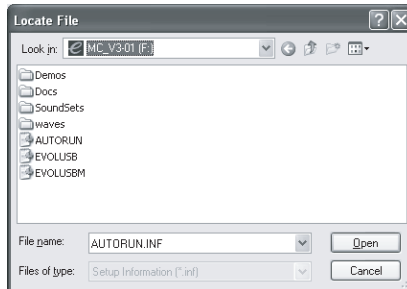 Locate File
Look in: MC_V3-01 (F:)
Demos
Docs
SoundSets
waves
AUTORUN
EVOLUSB
EVOLUSBM
File name: AUTORUN.INF Open
Files of type: Setup Information (*.inf) Cancel